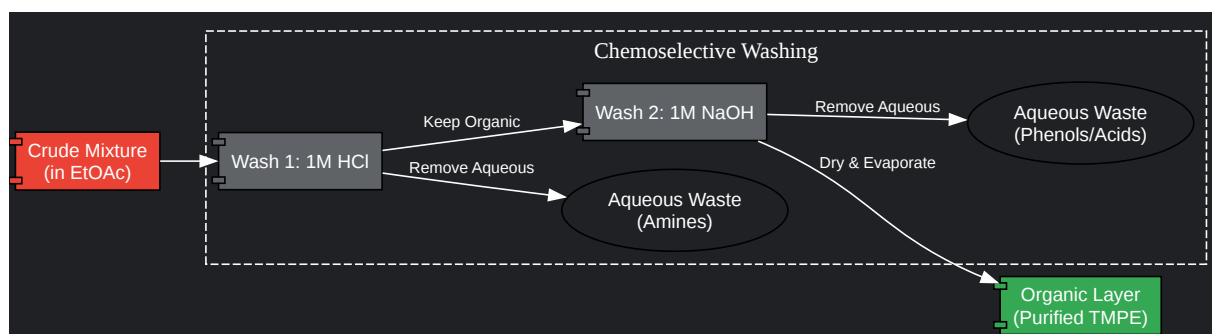 Chemoselective Washing
Crude Mixture
(in EtOAc)
Wash 1: 1M HCl
Keep Organic
Remove Aqueous
Wash 2: 1M NaOH
Aqueous Waste
(Amines)
Remove Aqueous
Dry & Evaporate
Aqueous Waste
(Phenols/Acids)
Organic Layer
(Purified TMPE)